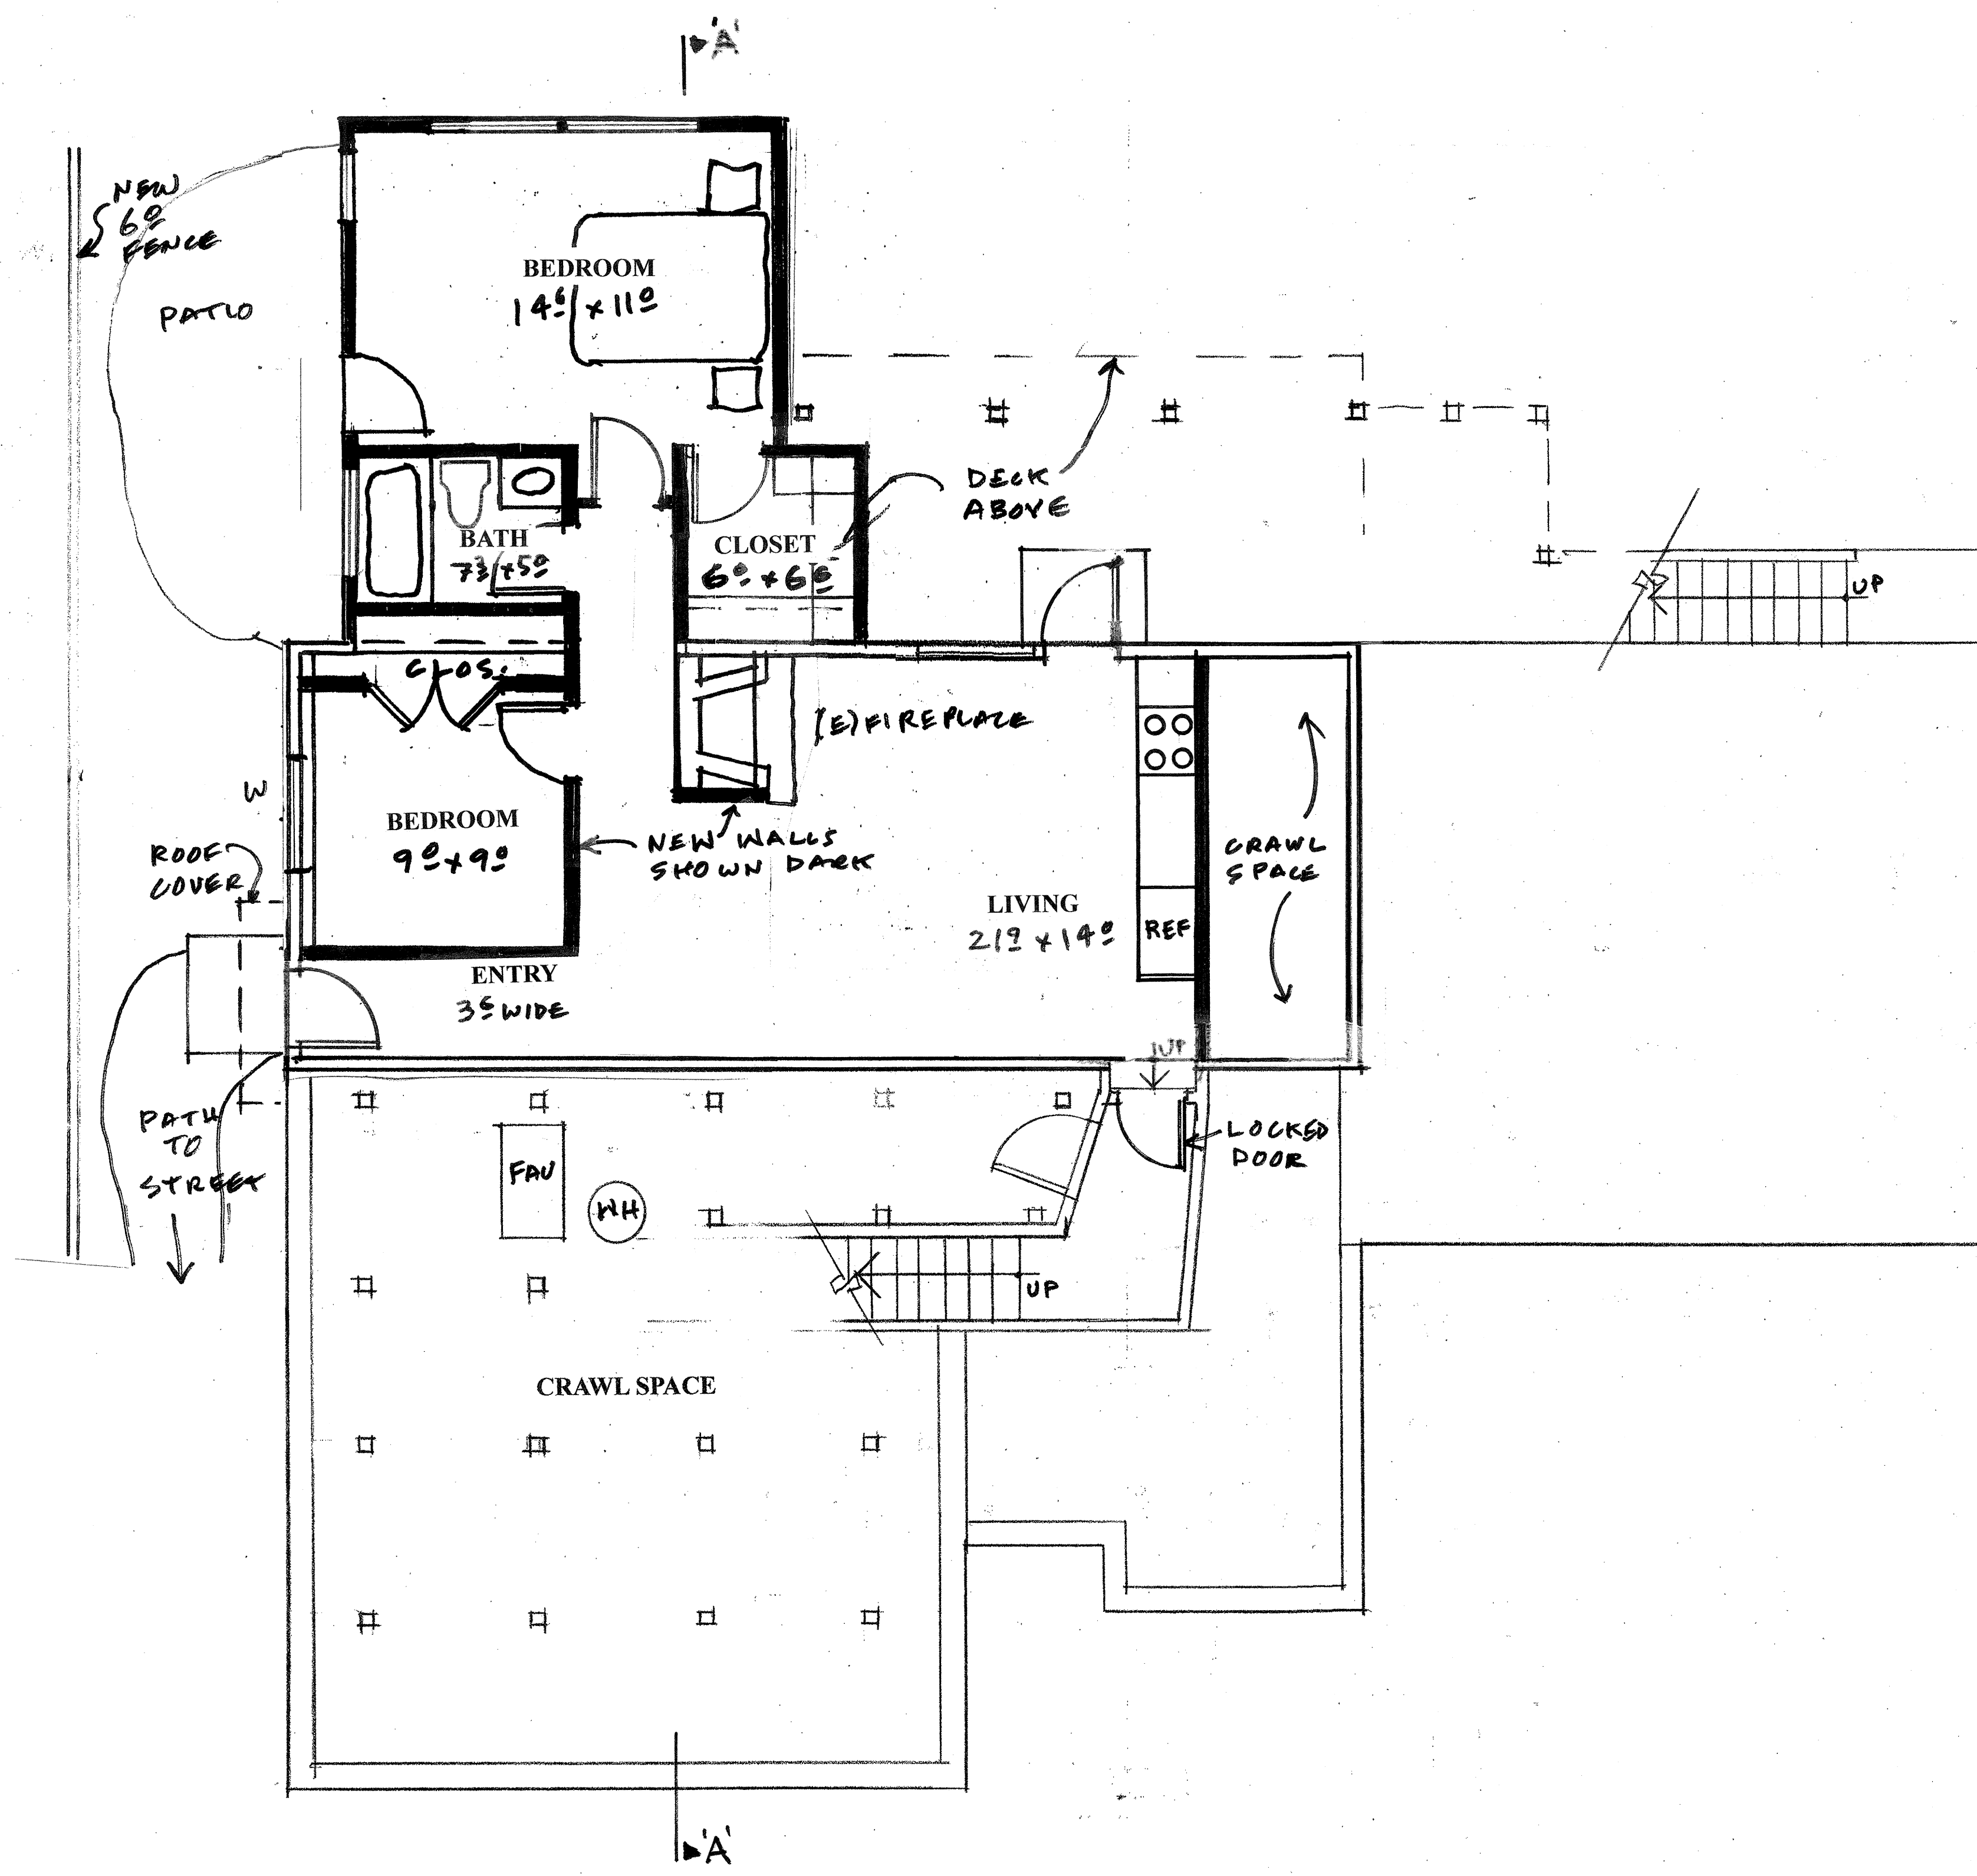 'A'
NEW
6⁰
FENCE
PATIO
BEDROOM
14⁶ x 11⁰
DECK
ABOVE
BATH
7³ x 5⁰
CLOSET
6⁰ x 6⁶
UP
CLOS.
(E) FIREPLACE
W
BEDROOM
9⁰ x 9⁰
NEW WALLS
SHOWN DARK
ROOF
COVER
CRAWL
SPACE
LIVING
21⁹ x 14⁰
REF
ENTRY
3⁶ WIDE
UP
PATH
TO
STREET
LOCKED
DOOR
FAU
WH
UP
CRAWL SPACE
'A'